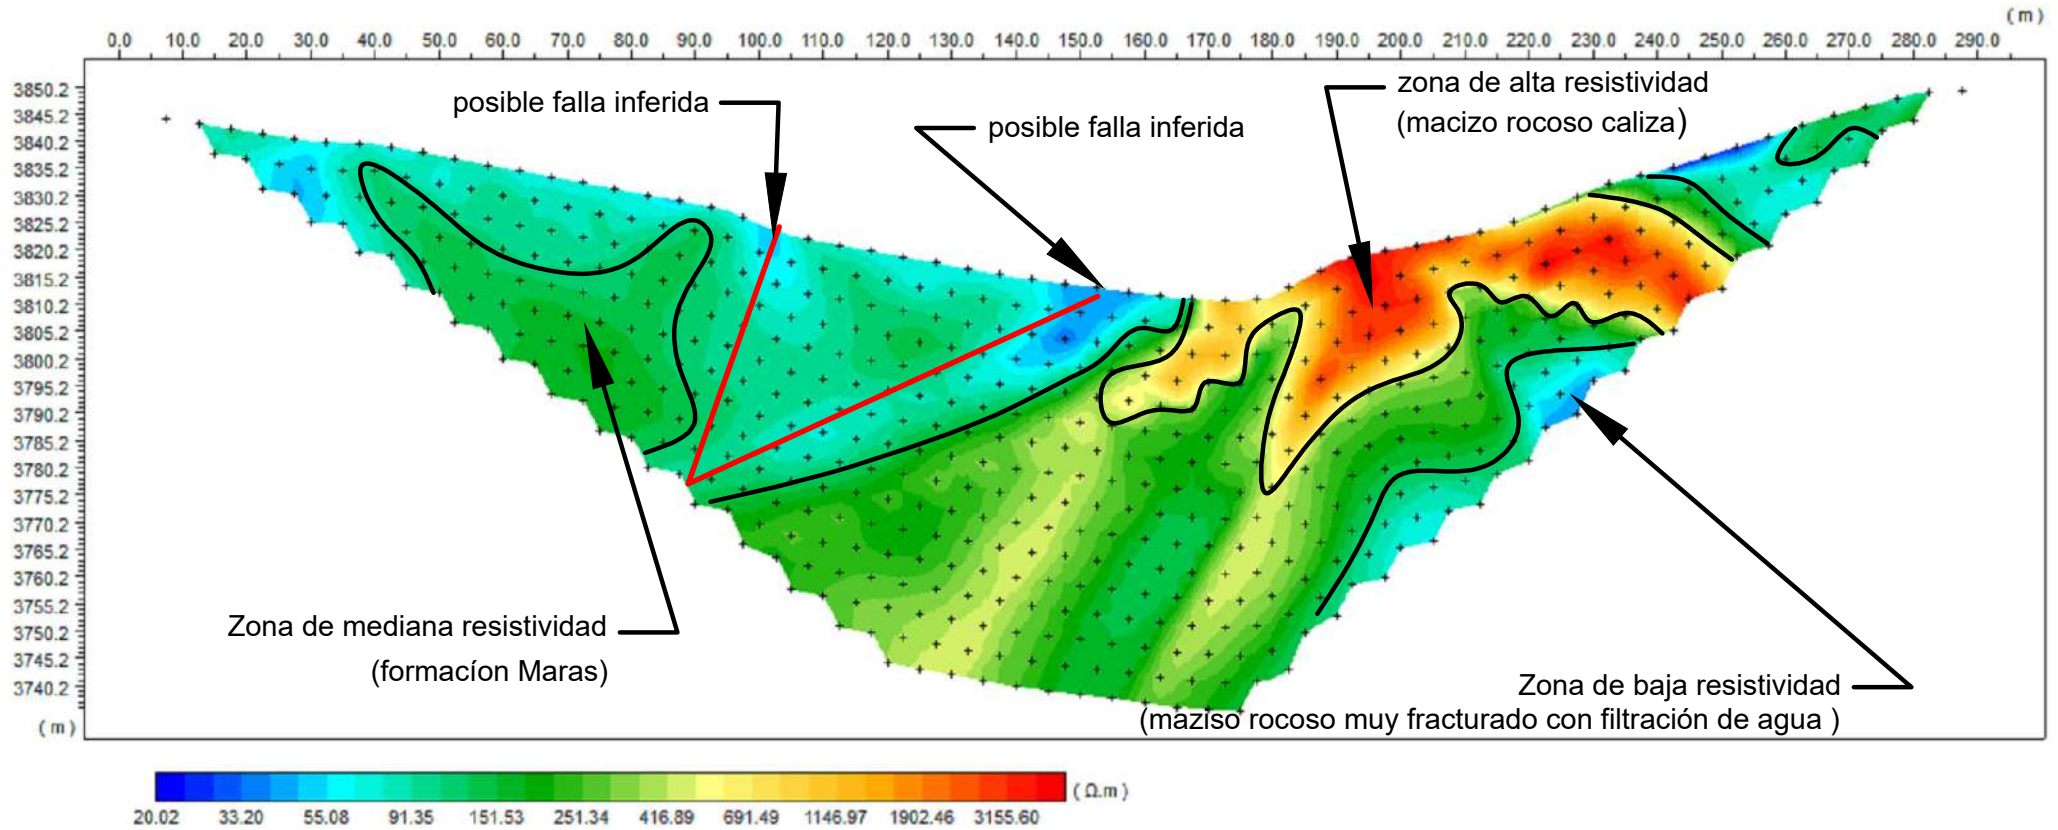 (m)
0.0 10.0 20.0 30.0 40.0 50.0 60.0 70.0 80.0 90.0 100.0 110.0 120.0 130.0 140.0 150.0 160.0 170.0 180.0 190.0 200.0 210.0 220.0 230.0 240.0 250.0 260.0 270.0 280.0 290.0
3850.2
3845.2
3840.2
3835.2
3830.2
3825.2
3820.2
3815.2
3810.2
3805.2
3800.2
3795.2
3790.2
3785.2
3780.2
3775.2
3770.2
3765.2
3760.2
3755.2
3750.2
3745.2
3740.2
(m)
posible falla inferida
posible falla inferida
zona de alta resistividad
(macizo rocoso caliza)
Zona de mediana resistividad
(formacíon Maras)
Zona de baja resistividad
(maziso rocoso muy fracturado con filtración de agua )
(Ω.m)
20.02 33.20 55.08 91.35 151.53 251.34 416.89 691.49 1146.97 1902.46 3155.60